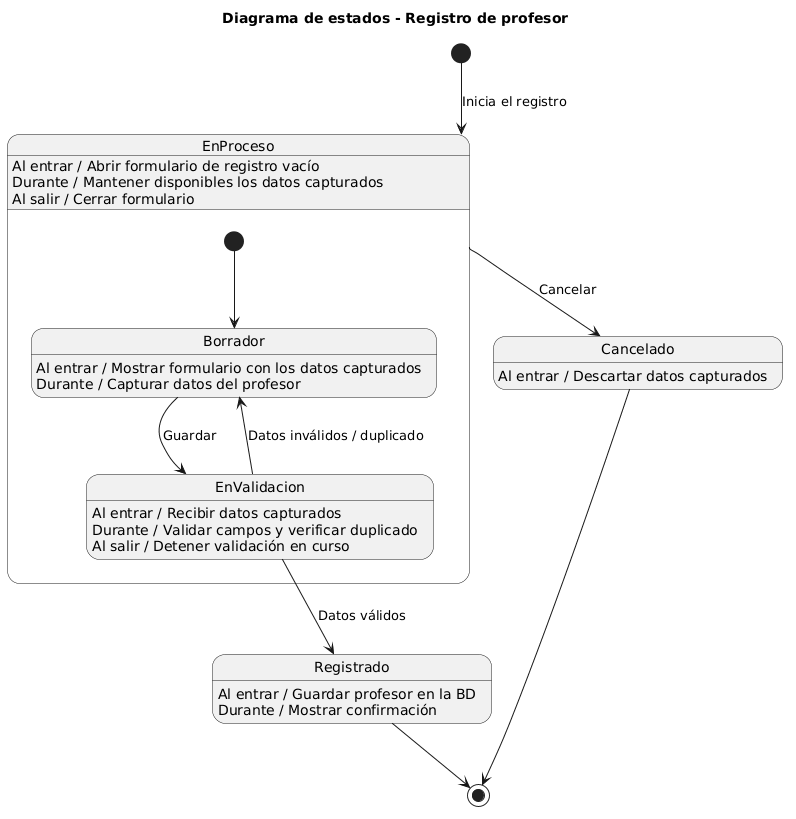 Diagrama de estados - Registro de profesor
Inicia el registro
EnProceso
Al entrar / Abrir formulario de registro vacío
Durante / Mantener disponibles los datos capturados
Al salir / Cerrar formulario
Cancelar
Borrador
Al entrar / Mostrar formulario con los datos capturados
Durante / Capturar datos del profesor
Cancelado
Al entrar / Descartar datos capturados
Guardar
Datos inválidos / duplicado
EnValidacion
Al entrar / Recibir datos capturados
Durante / Validar campos y verificar duplicado
Al salir / Detener validación en curso
Datos válidos
Registrado
Al entrar / Guardar profesor en la BD
Durante / Mostrar confirmación